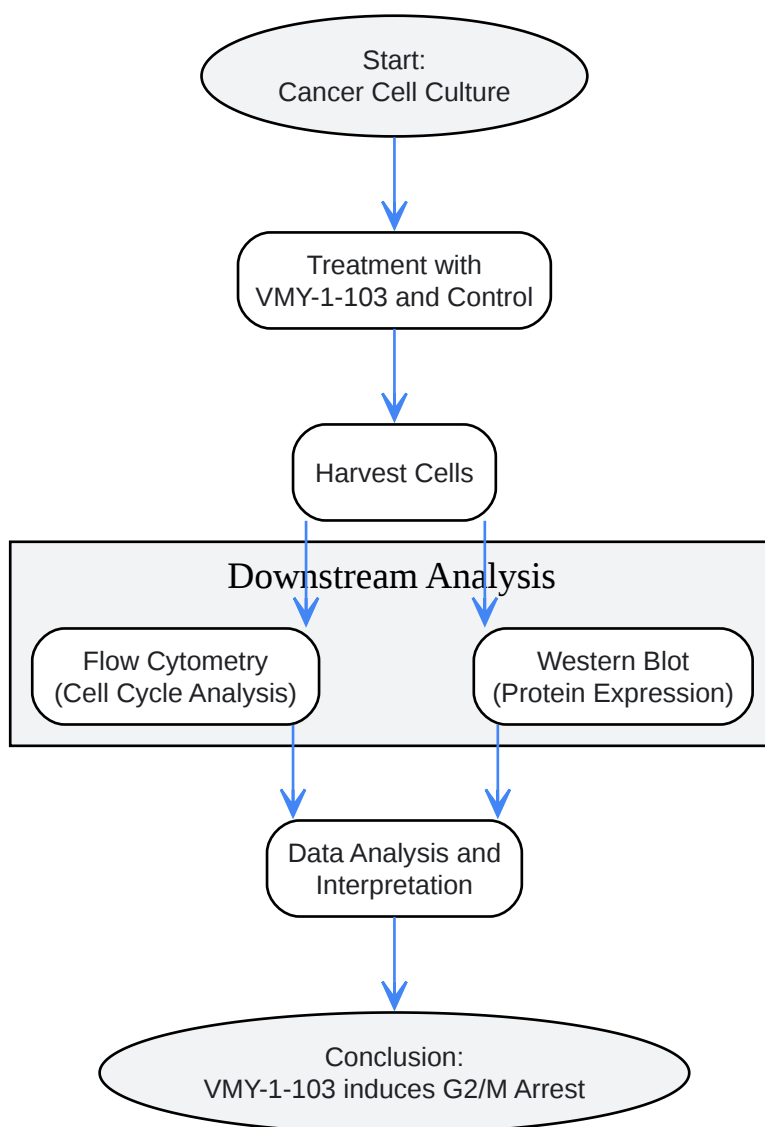 Start:
Cancer Cell Culture
Treatment with
VMY-1-103 and Control
Harvest Cells
Downstream Analysis
Flow Cytometry
(Cell Cycle Analysis)
Western Blot
(Protein Expression)
Data Analysis and
Interpretation
Conclusion:
VMY-1-103 induces G2/M Arrest